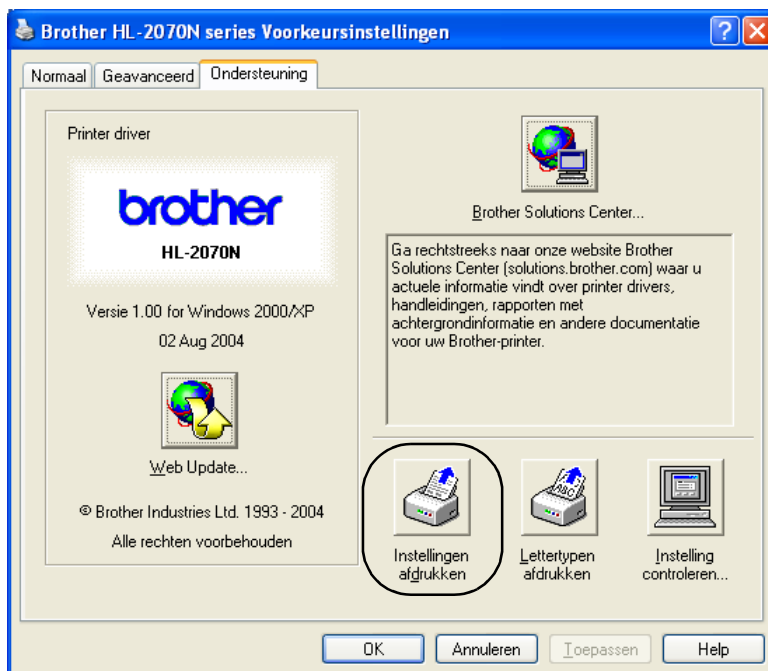 Brother HL-2070N series Voorkeursinstellingen
Normaal
Geavanceerd
Ondersteuning
Printer driver
brother
HL-2070N
Versie 1.00 for Windows 2000/XP
02 Aug 2004
Web Update...
© Brother Industries Ltd. 1993 - 2004
Alle rechten voorbehouden
Brother Solutions Center...
Ga rechtstreeks naar onze website Brother
Solutions Center (solutions.brother.com) waar u
actuele informatie vindt over printer drivers,
handleidingen, rapporten met
achtergrondinformatie en andere documentatie
voor uw Brother-printer.
Instellingen
afdrukken
ABC
Lettertypen
afdrukken
Instelling
controleren...
OK
Annuleren
Toepassen
Help